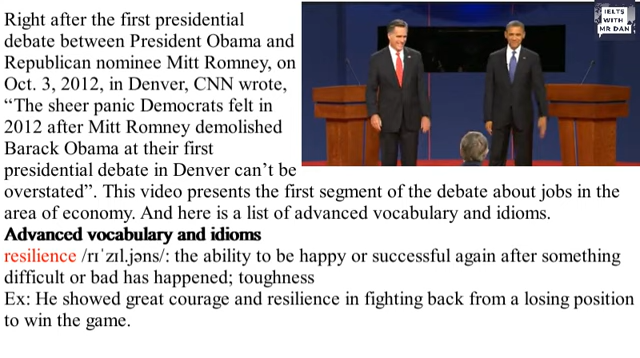 Right after the first presidential
debate between President Obama and
Republican nominee Mitt Romney, on
Oct. 3, 2012, in Denver, CNN wrote,
“The sheer panic Democrats felt in
2012 after Mitt Romney demolished
Barack Obama at their first
presidential debate in Denver can’t be
overstated”. This video presents the first segment of the debate about jobs in the
area of economy. And here is a list of advanced vocabulary and idioms.
Advanced vocabulary and idioms
resilience /rɪˈzɪl.jəns/: the ability to be happy or successful again after something
difficult or bad has happened; toughness
Ex: He showed great courage and resilience in fighting back from a losing position
to win the game.
IELTS
WITH
MR DAN